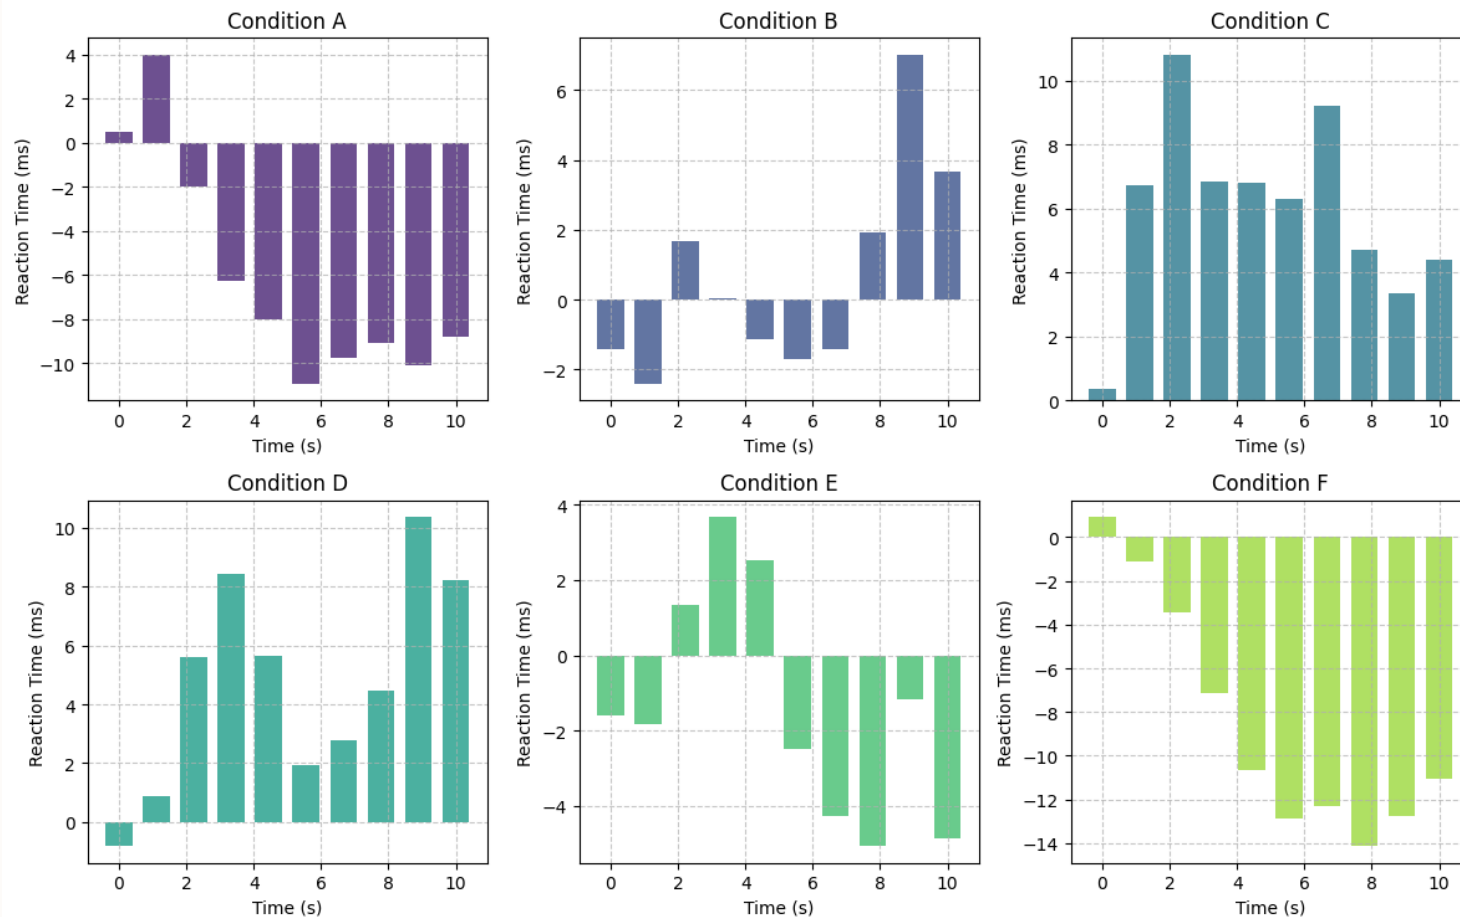 Condition A
4
2
0
−2
−4
−6
−8
−10
Reaction Time (ms)
0 2 4 6 8 10
Time (s)
Condition B
6
4
2
0
−2
Reaction Time (ms)
0 2 4 6 8 10
Time (s)
Condition C
10
8
6
4
2
0
Reaction Time (ms)
0 2 4 6 8 10
Time (s)
Condition D
10
8
6
4
2
0
Reaction Time (ms)
0 2 4 6 8 10
Time (s)
Condition E
4
2
0
−2
−4
Reaction Time (ms)
0 2 4 6 8 10
Time (s)
Condition F
0
−2
−4
−6
−8
−10
−12
−14
Reaction Time (ms)
0 2 4 6 8 10
Time (s)